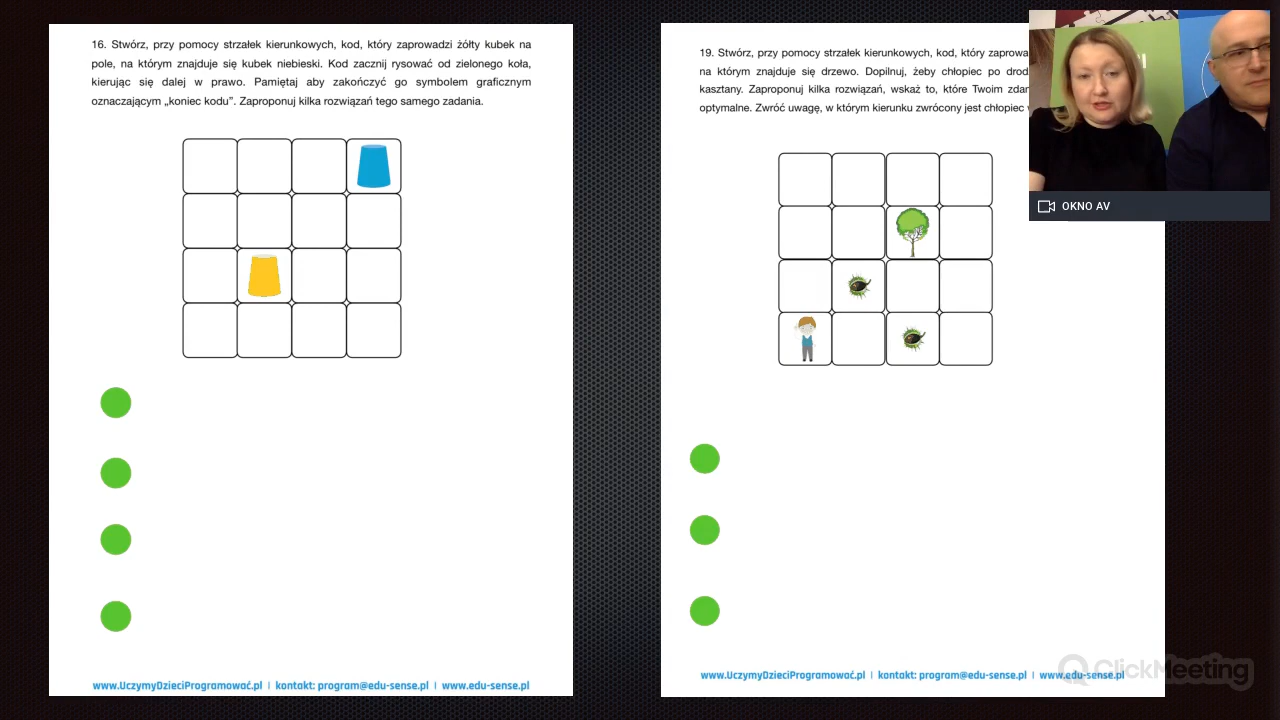 16. Stwórz, przy pomocy strzałek kierunkowych, kod, który zaprowadzi żółty kubek na
pole, na którym znajduje się kubek niebieski. Kod zacznij rysować od zielonego koła,
kierując się dalej w prawo. Pamiętaj aby zakończyć go symbolem graficznym
oznaczającym „koniec kodu”. Zaproponuj kilka rozwiązań tego samego zadania.
www.UczymyDzieciProgramować.pl | kontakt: program@edu-sense.pl | www.edu-sense.pl
19. Stwórz, przy pomocy strzałek kierunkowych, kod, który
na którym znajduje się drzewo. Dopilnuj, żeby chłopiec po
kasztany. Zaproponuj kilka rozwiązań, wskaż to, które Twoim
optymalne. Zwróć uwagę, w którym kierunku zwrócony jest chłopiec
www.UczymyDzieciProgramować.pl | kontakt: program@edu-sense.pl | www.edu-sense.pl
OKNO AV
ClickMeeting